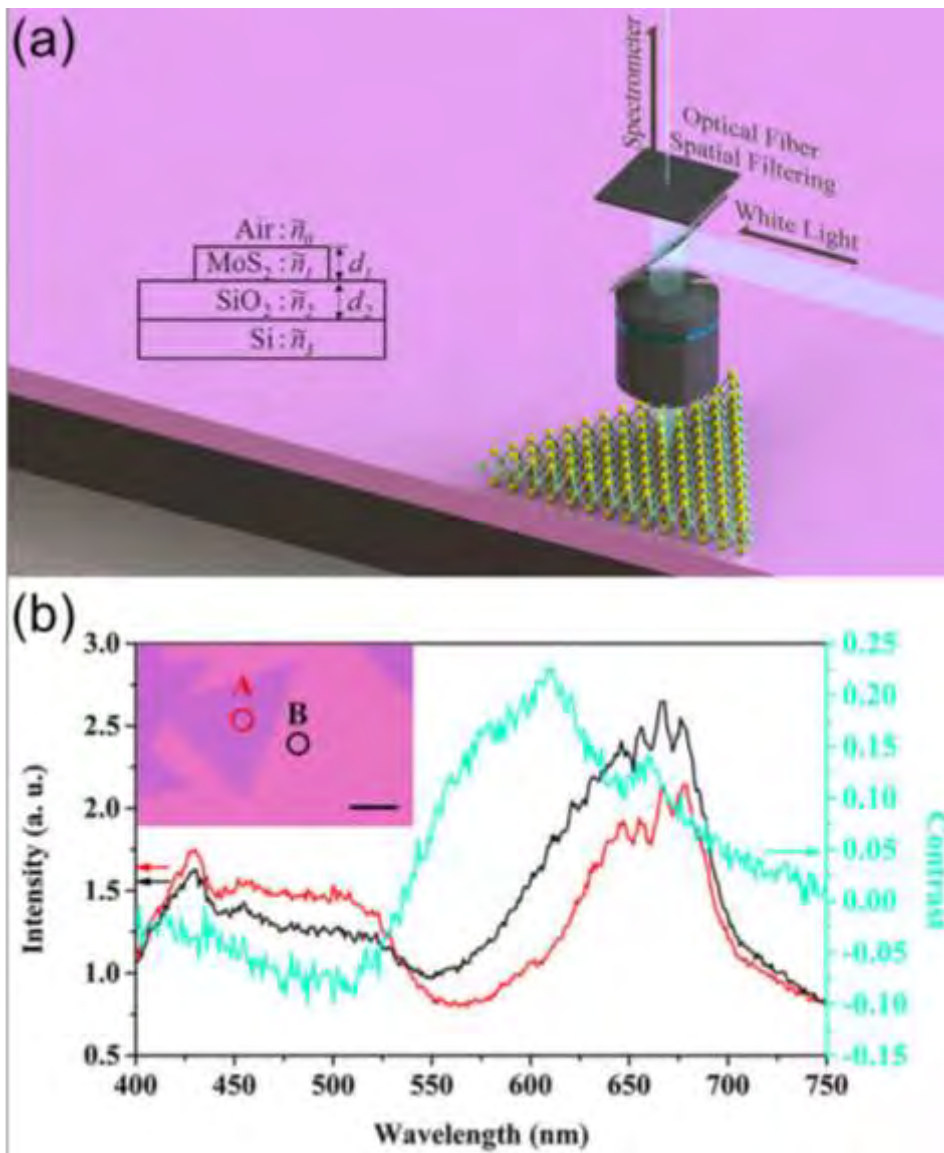 (a)
Spectrometer
Optical Fiber
Spatial Filtering
White Light
Air : ñ₀
MoS₂ : ñ₁ d₁
SiO₂ : ñ₂ d₂
Si : ñ₃
(b)
3.0
2.5
2.0
1.5
1.0
0.5
Intensity (a. u.)
A
B
0.25
0.20
0.15
0.10
0.05
0.00
-0.05
-0.10
-0.15
Contrast
400 450 500 550 600 650 700 750
Wavelength (nm)